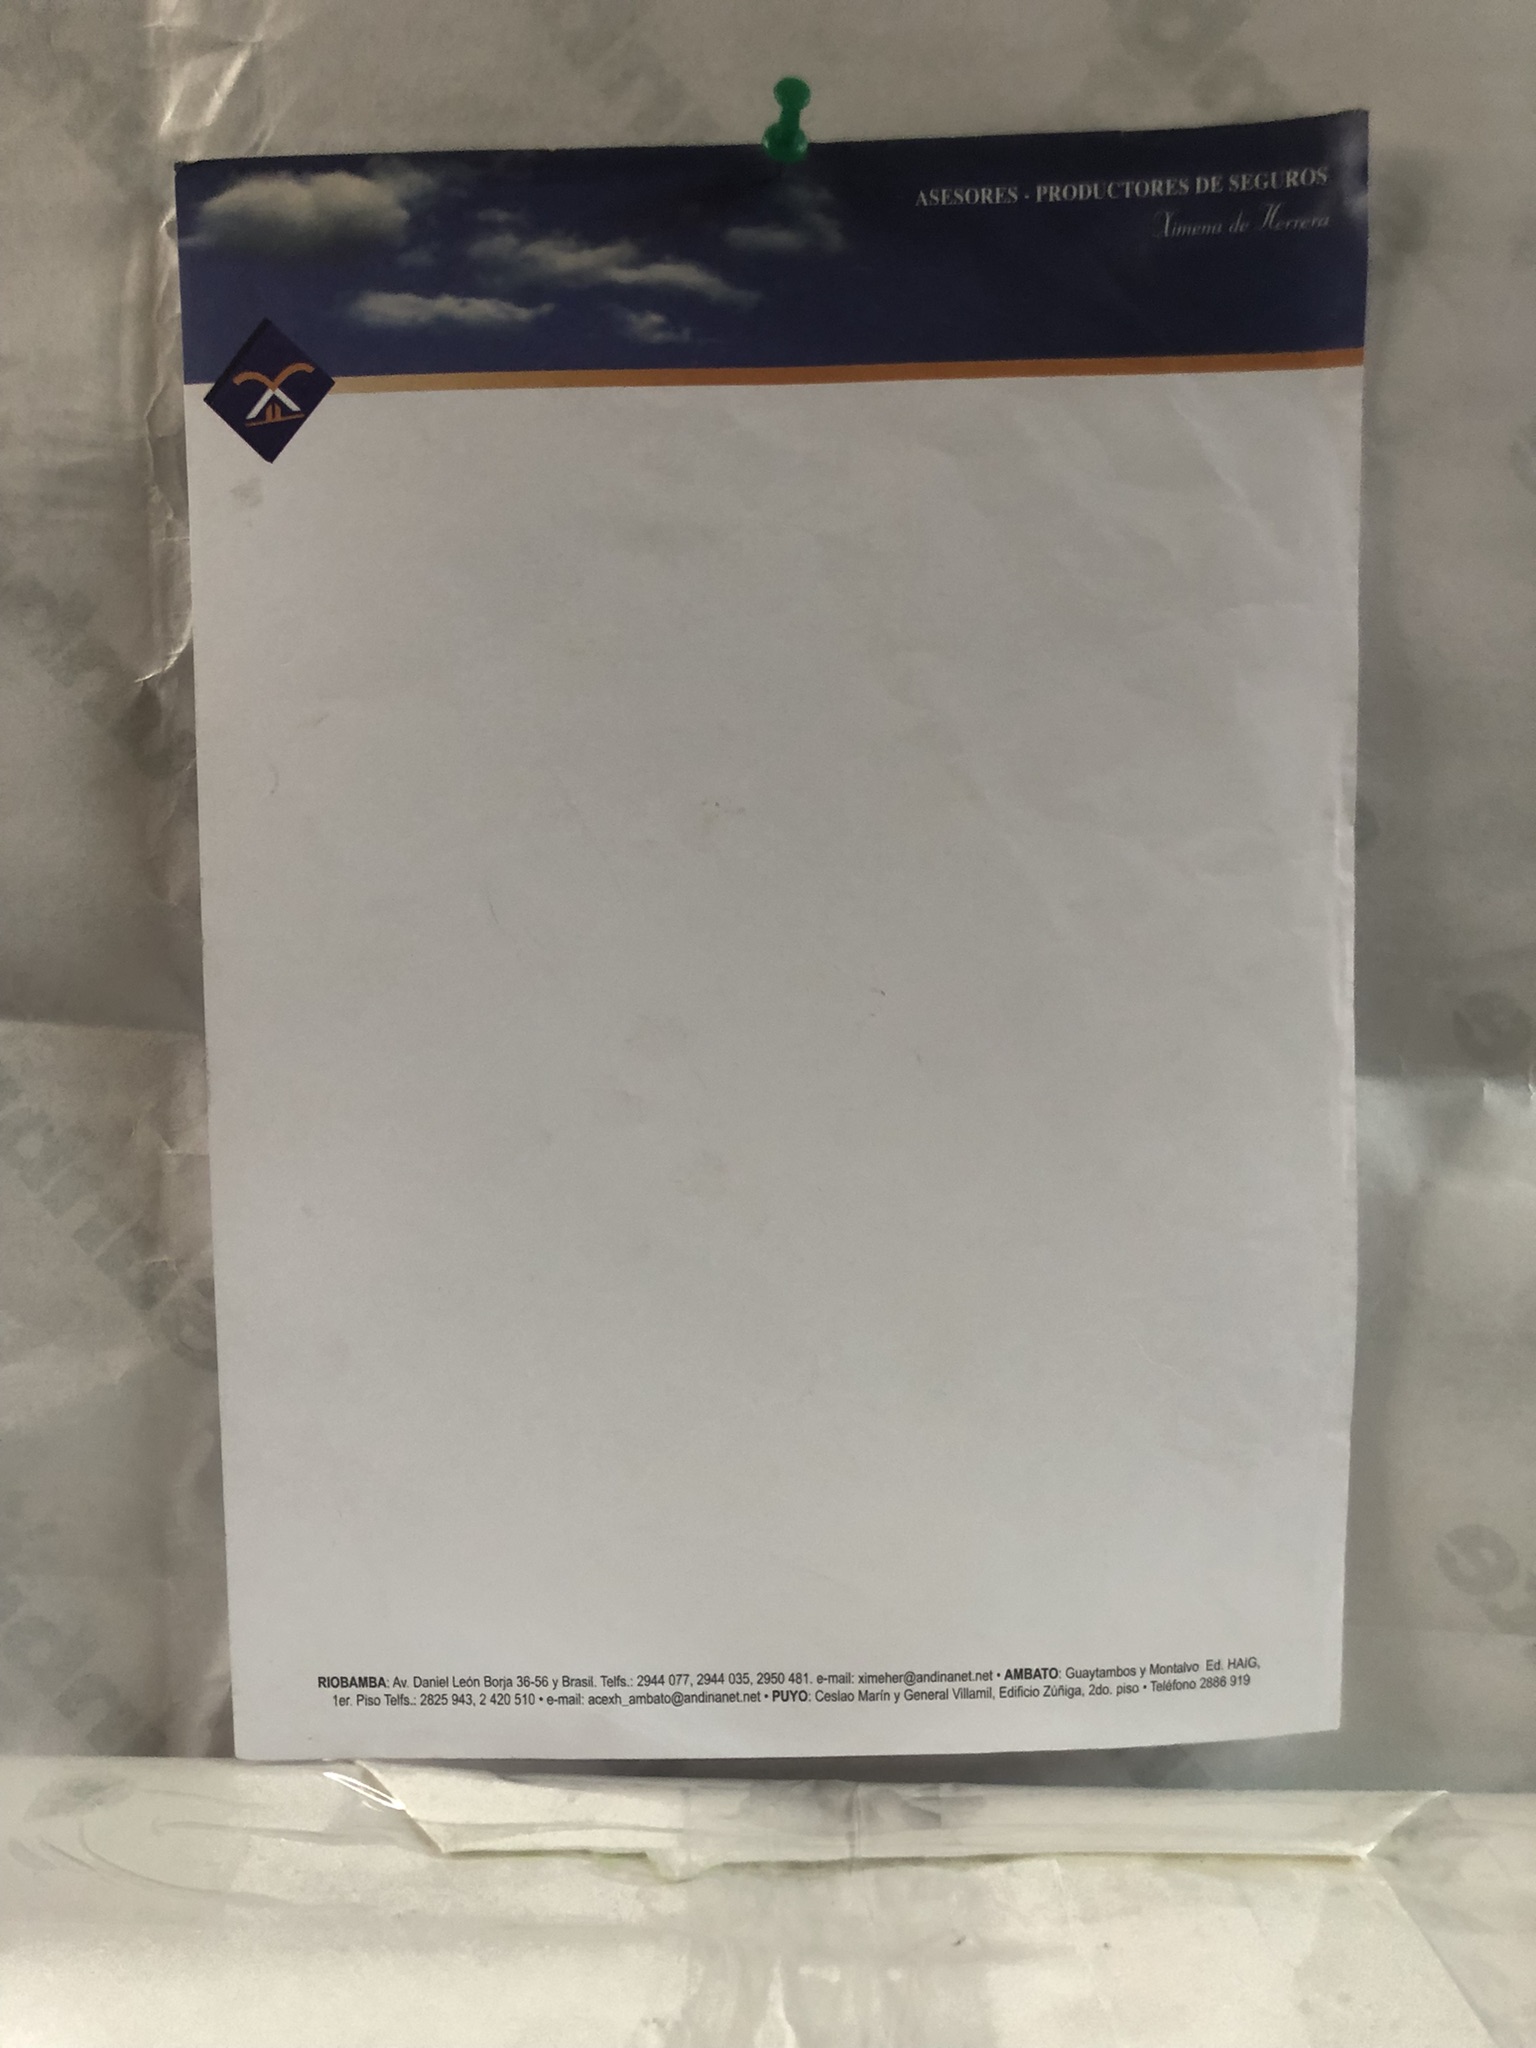 ASESORES - PRODUCTORES DE SEGUROS
Ximena de Herrera
RIOBAMBA: Av. Daniel León Borja 36-56 y Brasil. Telfs.: 2944 077, 2944 035, 2950 481. e-mail: ximeher@andinanet.net • AMBATO: Guaytambos y Montalvo Ed. HAIG,
1er. Piso Telfs.: 2825 943, 2 420 510 • e-mail: acexh_ambato@andinanet.net • PUYO: Ceslao Marín y General Villamil, Edificio Zúñiga, 2do. piso • Teléfono 2886 919